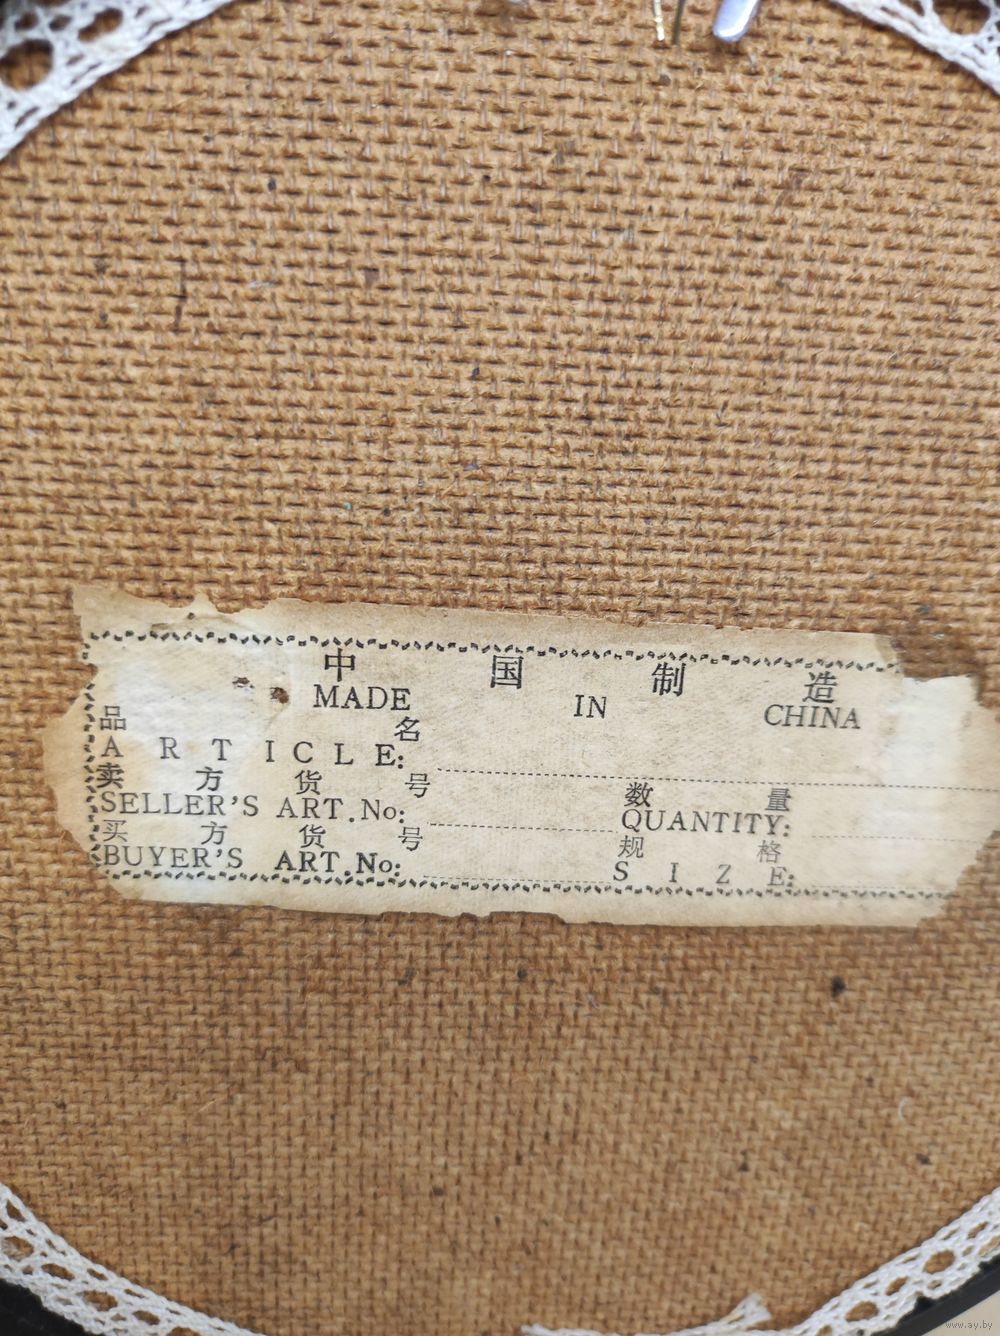 中 国 制 造
MADE IN CHINA
品 名
ARTICLE:
卖 方 货 号 数 量
SELLER'S ART.No: QUANTITY:
买 方 货 号 规 格
BUYER'S ART.No: SIZE:
www.ay.by